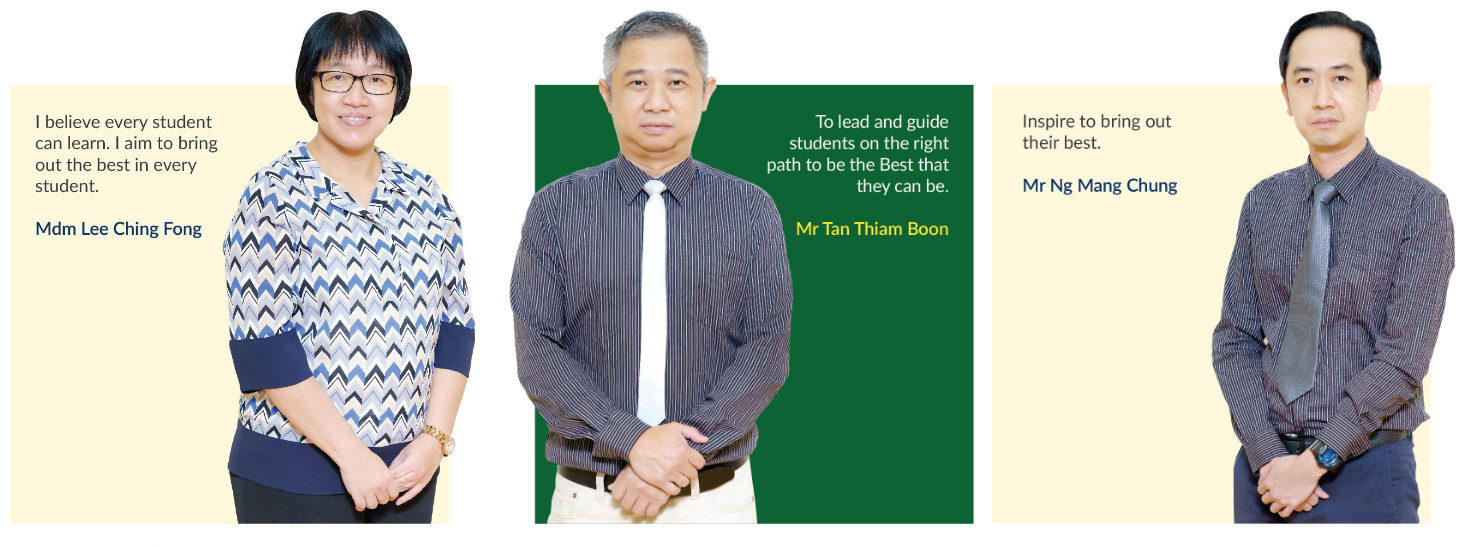 I believe every student
can learn. I aim to bring
out the best in every
student.
Mdm Lee Ching Fong
To lead and guide
students on the right
path to be the Best that
they can be.
Mr Tan Thiam Boon
Inspire to bring out
their best.
Mr Ng Mang Chung